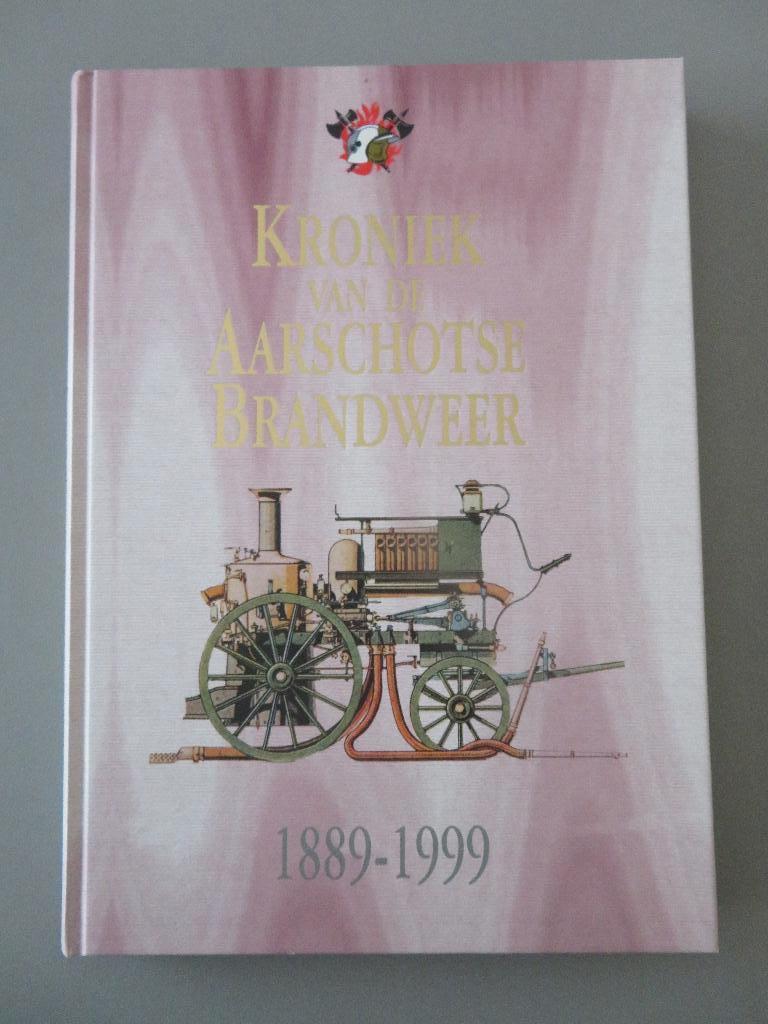 KRONIEK
VAN DE
AARSCHOTSE
BRANDWEER
1889-1999